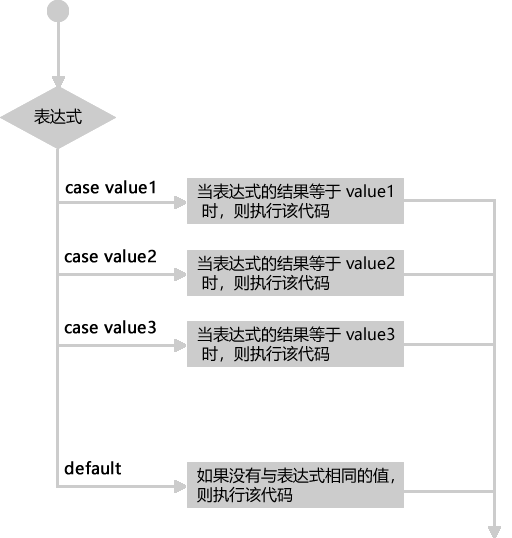 表达式
case value1
当表达式的结果等于 value1
时，则执行该代码
case value2
当表达式的结果等于 value2
时，则执行该代码
case value3
当表达式的结果等于 value3
时，则执行该代码
default
如果没有与表达式相同的值，
则执行该代码